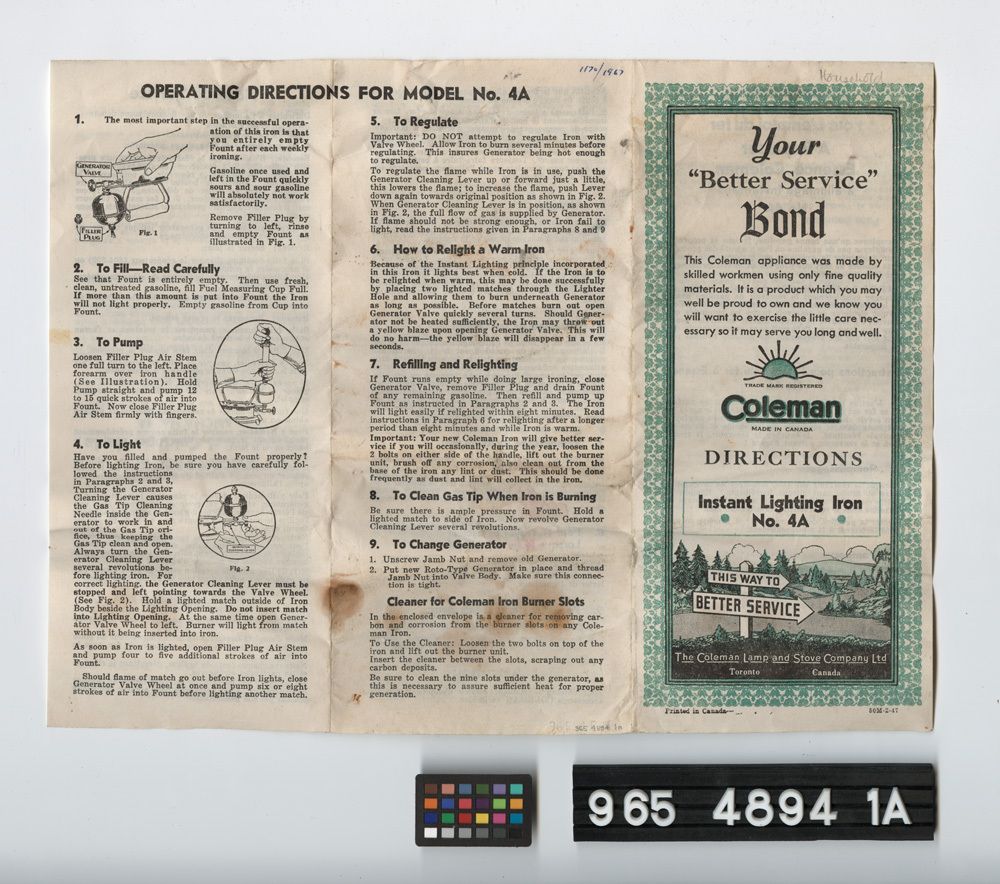 1174/1967
Household
OPERATING DIRECTIONS FOR MODEL No. 4A
1. The most important step in the successful opera-
ation of this iron is that
you entirely empty
Fount after each weekly
ironing.
Gasoline once used and
left in the Fount quickly
sours and sour gasoline
will absolutely not work
satisfactorily.
Remove Filler Plug by
turning to left, rinse
and empty Fount as
illustrated in Fig. 1.
GENERATOR
VALVE
FILLER
PLUG
Fig. 1
2. To Fill—Read Carefully
See that Fount is entirely empty. Then use fresh,
clean, untreated gasoline, fill Fuel Measuring Cup Full.
If more than this amount is put into Fount the Iron
will not light properly. Empty gasoline from Cup into
Fount.
3. To Pump
Loosen Filler Plug Air Stem
one full turn to the left. Place
forearm over iron handle
(See Illustration). Hold
Pump straight and pump 12
to 15 quick strokes of air into
Fount. Now close Filler Plug
Air Stem firmly with fingers.
4. To Light
Have you filled and pumped the Fount properly?
Before lighting Iron, be sure you have carefully fol-
lowed the instructions
in Paragraphs 2 and 3,
Turning the Generator
Cleaning Lever causes
the Gas Tip Cleaning
Needle inside the Gen-
erator to work in and
out of the Gas Tip ori-
fice, thus keeping the
Gas Tip clean and open.
Always turn the Gen-
erator Cleaning Lever
several revolutions be-
fore lighting iron. For
correct lighting, the Generator Cleaning Lever must be
stopped and left pointing towards the Valve Wheel.
(See Fig. 2). Hold a lighted match outside of Iron
Body beside the Lighting Opening. Do not insert match
into Lighting Opening. At the same time open Gener-
ator Valve Wheel to Left. Burner will light from match
without it being inserted into iron.
Fig. 2
As soon as Iron is lighted, open Filler Plug Air Stem
and pump four to five additional strokes of air into
Fount.
Should flame of match go out before Iron lights, close
Generator Valve Wheel at once and pump six or eight
strokes of air into Fount before lighting another match.
5. To Regulate
Important: DO NOT attempt to regulate Iron with
Valve Wheel. Allow Iron to burn several minutes before
regulating. This insures Generator being hot enough
to regulate.
To regulate the flame while Iron is in use, push the
Generator Cleaning Lever up or forward just a little,
this lowers the flame; to increase the flame, push Lever
down again towards original position as shown in Fig. 2.
When Generator Cleaning Lever is in position, as shown
in Fig. 2, the full flow of gas is supplied by Generator.
If flame should not be strong enough, or Iron fail to
light, read the instructions given in Paragraphs 8 and 9
6. How to Relight a Warm Iron
Because of the Instant Lighting principle incorporated
in this Iron it lights best when cold. If the Iron is to
be relighted when warm, this may be done successfully
by placing two lighted matches through the Lighter
Hole and allowing them to burn underneath Generator
as long as possible. Before matches burn out open
Generator Valve quickly several turns. Should Gener-
ator not be heated sufficiently, the Iron may throw out
a yellow blaze upon opening Generator Valve. This will
do no harm—the yellow blaze will disappear in a few
seconds.
7. Refilling and Relighting
If Fount runs empty while doing large ironing, close
Generator Valve, remove Filler Plug and drain Fount
of any remaining gasoline. Then refill and pump up
Fount as instructed in Paragraphs 2 and 3. The Iron
will light easily if relighted within eight minutes. Read
instructions in Paragraph 6 for relighting after a longer
period than eight minutes and while Iron is warm.
Important: Your new Coleman Iron will give better ser-
vice if you will occasionally, during the year, loosen the
2 bolts on either side of the handle, lift out the burner
unit, brush off any corrosion, also clean out from the
base of the iron any lint or dust. This should be done
frequently as dust and lint will collect in the iron.
8. To Clean Gas Tip When Iron is Burning
Be sure there is ample pressure in Fount. Hold a
lighted match to side of Iron. Now revolve Generator
Cleaning Lever several revolutions.
9. To Change Generator
1. Unscrew Jamb Nut and remove old Generator.
2. Put new Roto-Type Generator in place and thread
Jamb Nut into Valve Body. Make sure this connec-
tion is tight.
Cleaner for Coleman Iron Burner Slots
In the enclosed envelope is a cleaner for removing car-
bon and corrosion from the burner slots on any Cole-
man Iron.
To Use the Cleaner: Loosen the two bolts on top of the
iron and lift out the burner unit.
Insert the cleaner between the slots, scraping out any
carbon deposits.
Be sure to clean the nine slots under the generator, as
this is necessary to assure sufficient heat for proper
generation.
965 4894 1a
Your
"Better Service"
Bond
This Coleman appliance was made by
skilled workmen using only fine quality
materials. It is a product which you may
well be proud to own and we know you
will want to exercise the little care nec-
essary so it may serve you long and well.
TRADE MARK REGISTERED
Coleman
MADE IN CANADA
DIRECTIONS
Instant Lighting Iron
No. 4A
THIS WAY TO
BETTER SERVICE
The Coleman Lamp and Stove Company Ltd
Toronto Canada
Printed in Canada—
50M-2-47
965 4894 1A